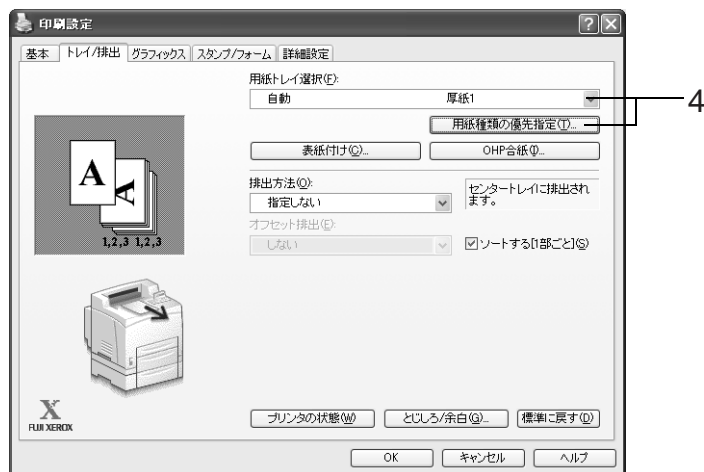 印刷設定
基本 トレイ/排出 グラフィックス スタンプ/フォーム 詳細設定
用紙トレイ選択(F):
自動 厚紙1
4
用紙種類の優先指定(T)...
表紙付け(C)... OHP合紙(I)...
A
A
1,2,3 1,2,3
排出方法(O):
指定しない
センタートレイに排出され
ます。
オフセット排出(E):
しない
ソートする[1部ごと](S)
X
FUJI XEROX
プリンタの状態(W) とじしろ/余白(G)... 標準に戻す(D)
OK キャンセル ヘルプ